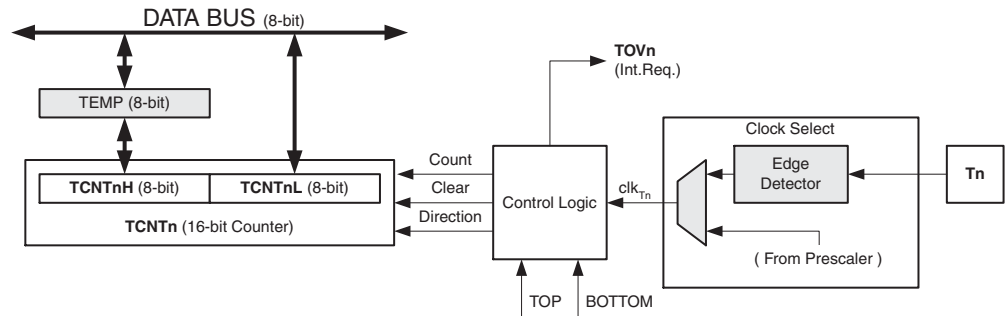 DATA BUS (8-bit)
TOVn
(Int.Req.)
TEMP (8-bit)
Clock Select
Count
Edge
Detector
Tn
TCNTnH (8-bit) TCNTnL (8-bit)
Clear
Control Logic
clkTn
TCNTn (16-bit Counter)
Direction
( From Prescaler )
TOP
BOTTOM